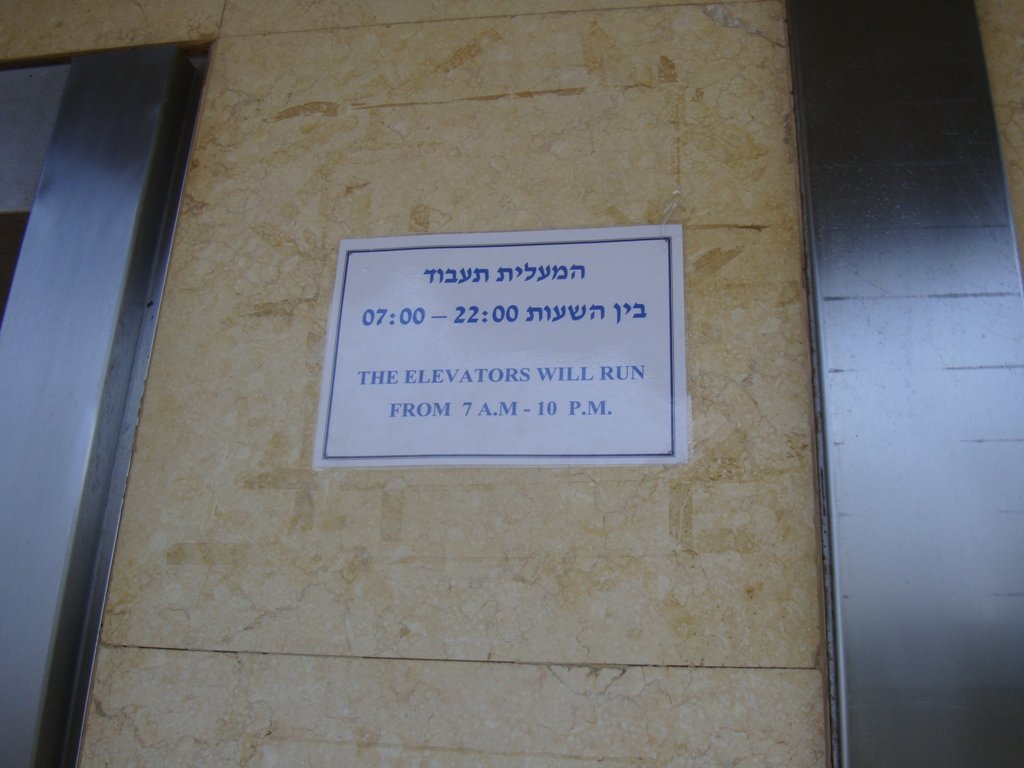 המעלית תעבוד
בין השעות 22:00 – 07:00
THE ELEVATORS WILL RUN
FROM 7 A.M - 10 P.M.